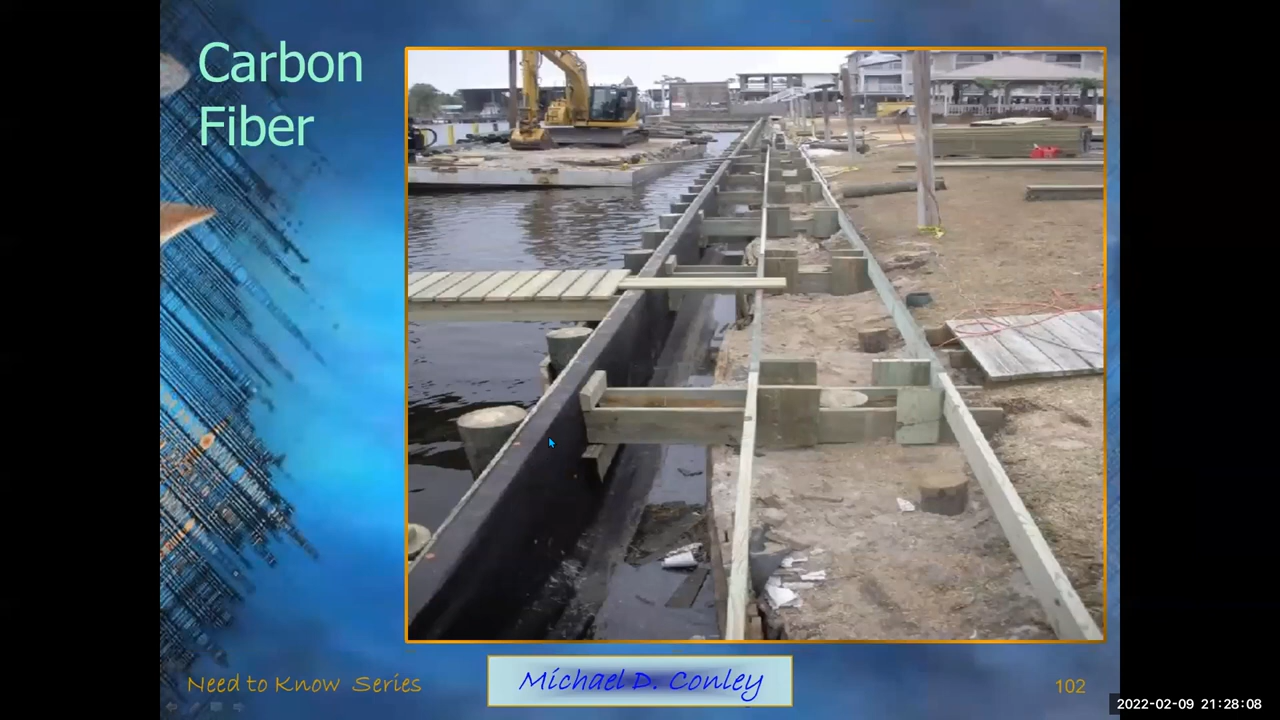 Carbon
Fiber
Need to Know Series
Michael D. Conley
102
2022-02-09 21:28:08